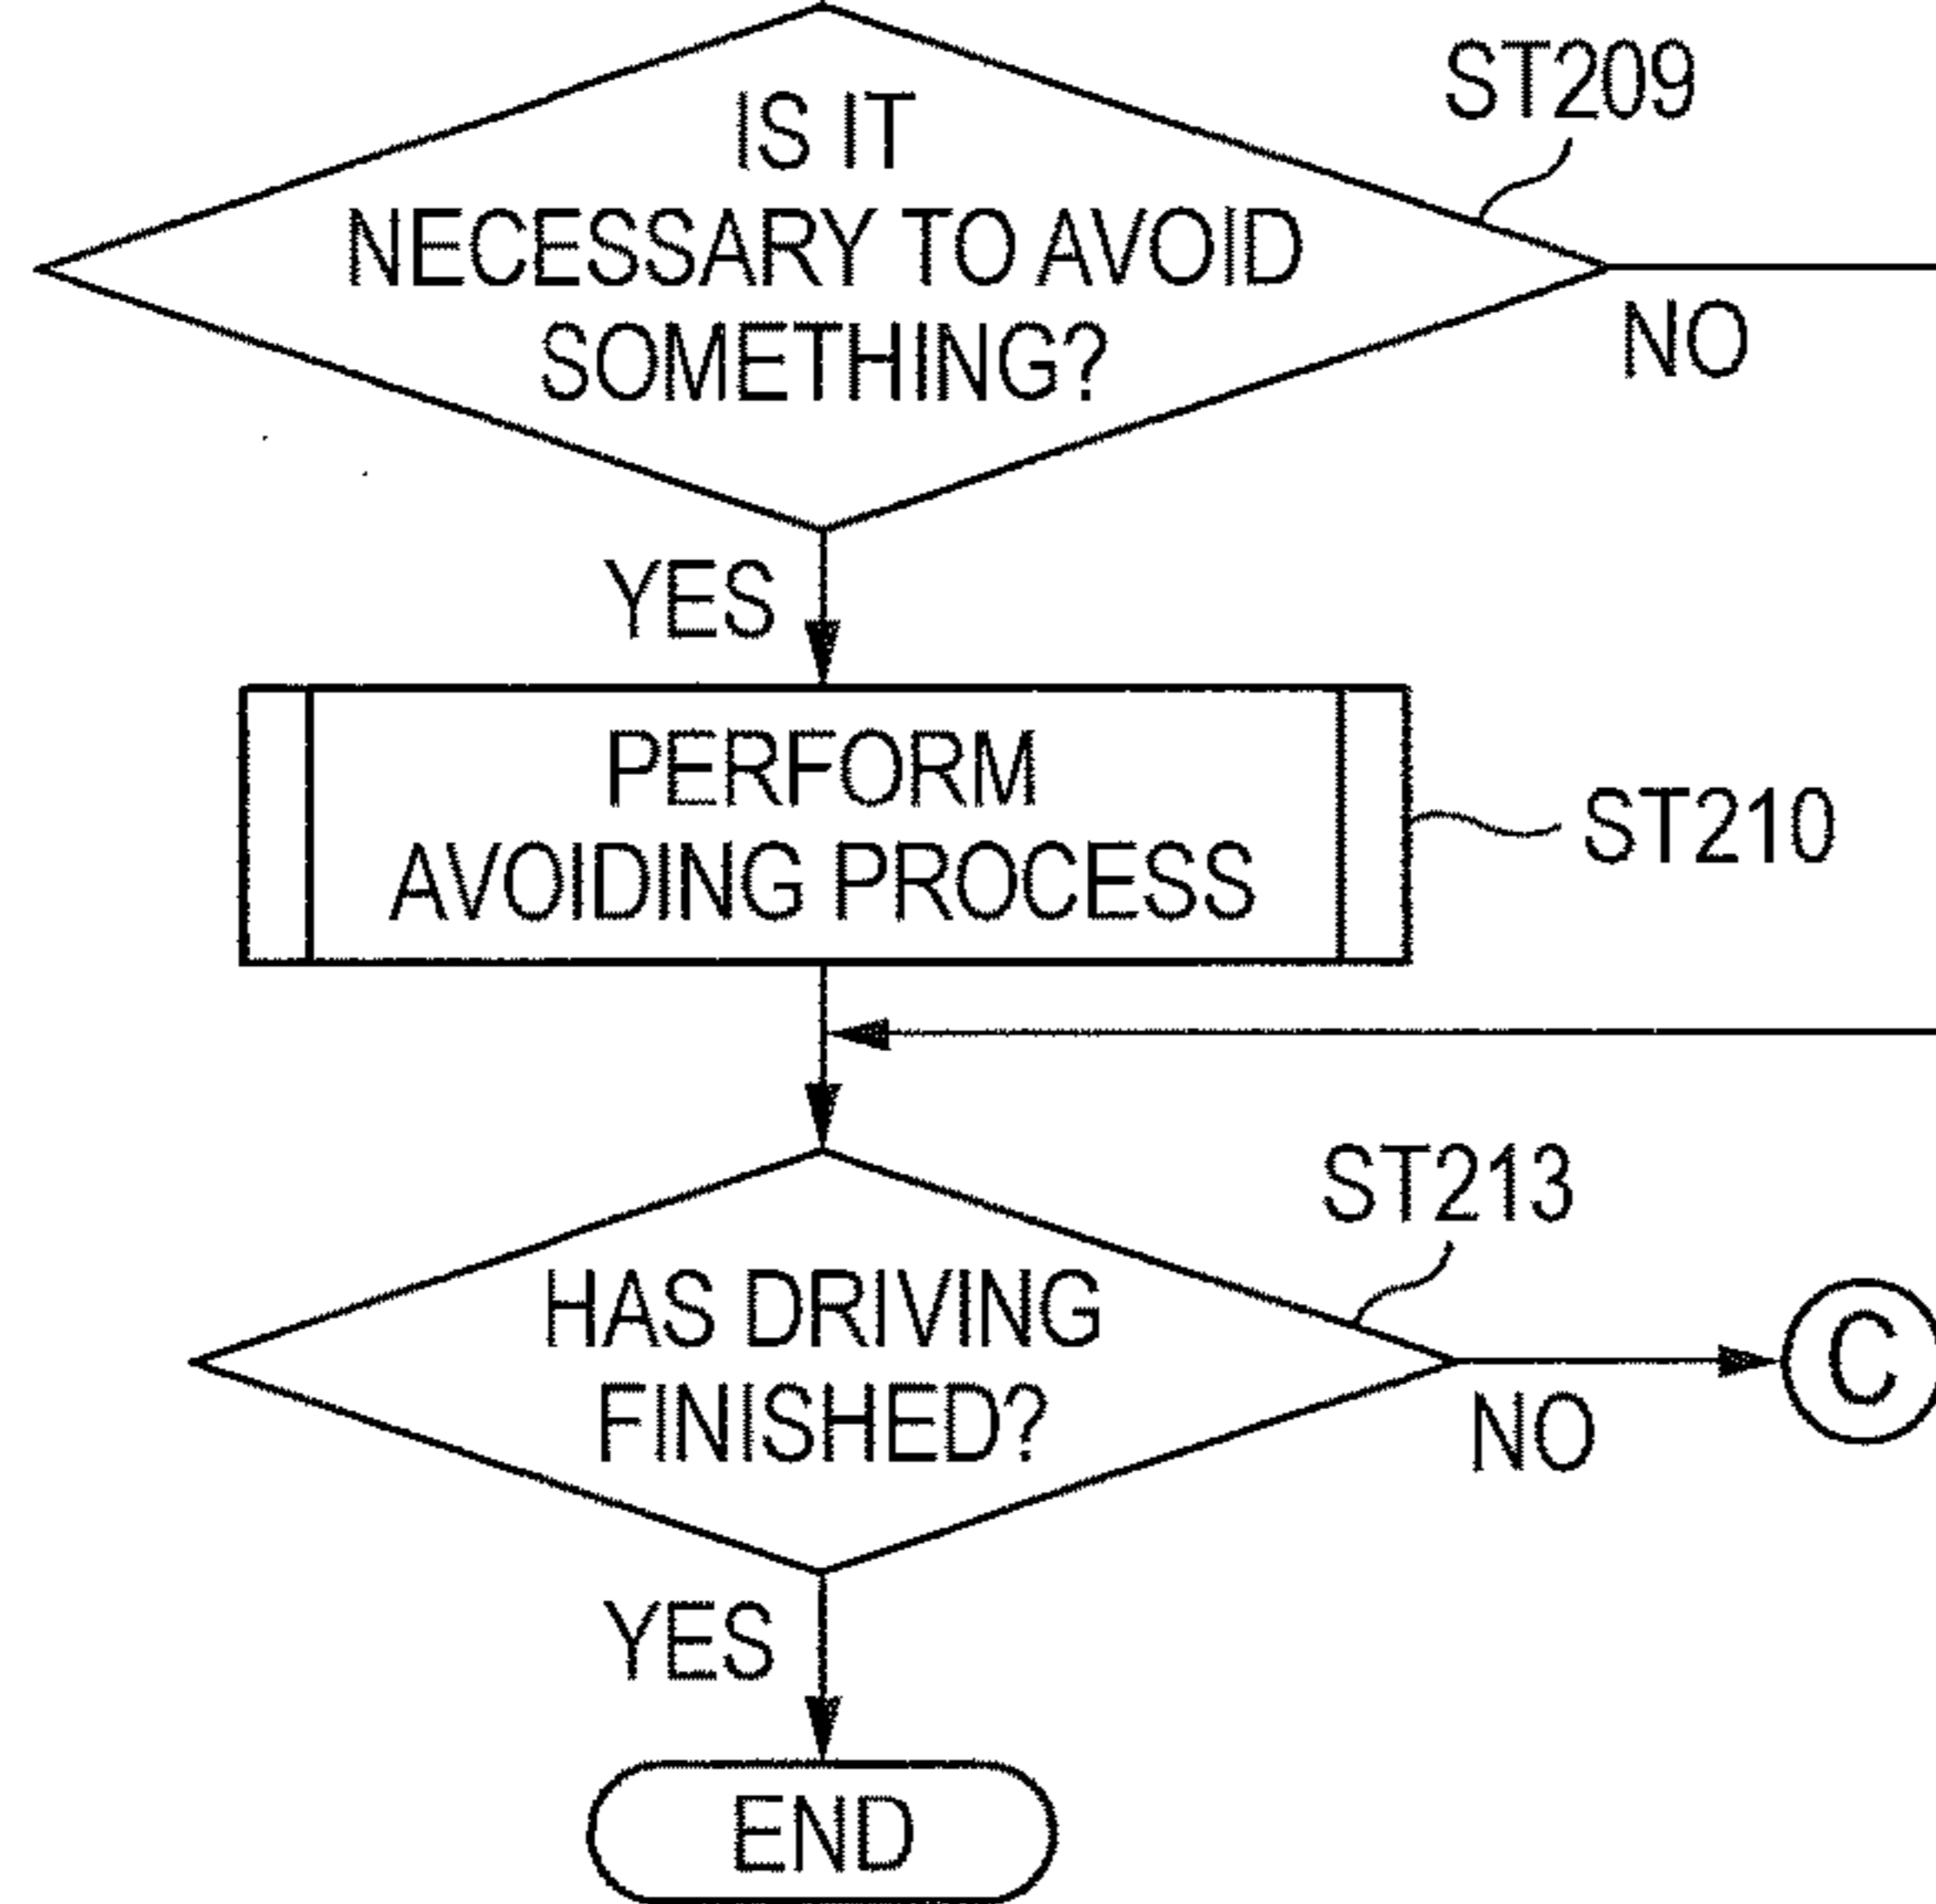 IS IT
NECESSARY TO AVOID
SOMETHING?
ST209
NO
YES
PERFORM
AVOIDING PROCESS
ST210
HAS DRIVING
FINISHED?
ST213
NO
C
YES
END